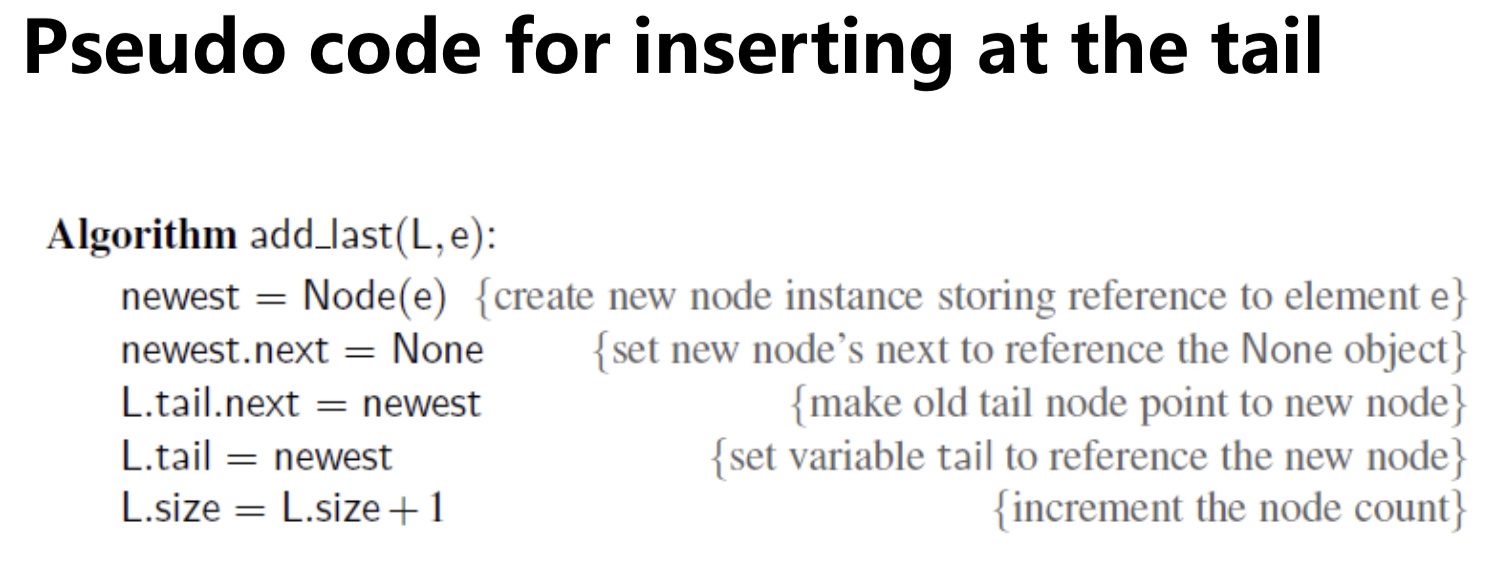 Pseudo code for inserting at the tail
Algorithm add_last(L,e):
newest = Node(e) {create new node instance storing reference to element e}
newest.next = None {set new node's next to reference the None object}
L.tail.next = newest {make old tail node point to new node}
L.tail = newest {set variable tail to reference the new node}
L.size = L.size+1 {increment the node count}